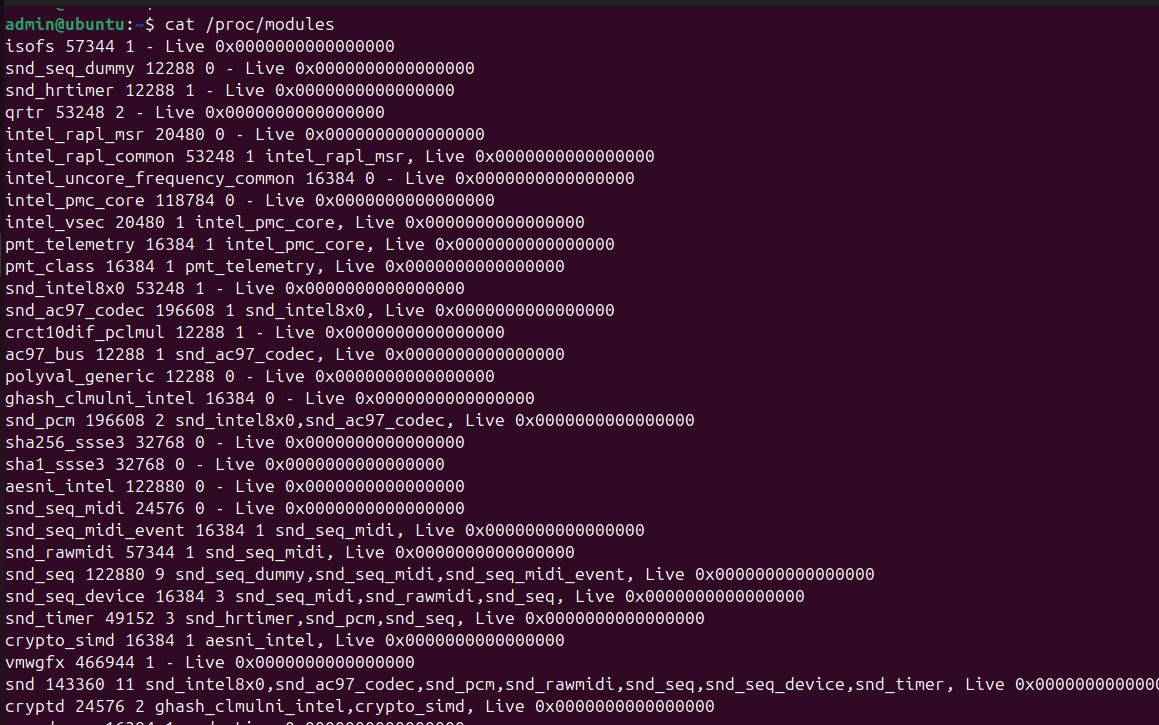 admin@ubuntu:~$ cat /proc/modules
isofs 57344 1 - Live 0x0000000000000000
snd_seq_dummy 12288 0 - Live 0x0000000000000000
snd_hrtimer 12288 1 - Live 0x0000000000000000
qrtr 53248 2 - Live 0x0000000000000000
intel_rapl_msr 20480 0 - Live 0x0000000000000000
intel_rapl_common 53248 1 intel_rapl_msr, Live 0x0000000000000000
intel_uncore_frequency_common 16384 0 - Live 0x0000000000000000
intel_pmc_core 118784 0 - Live 0x0000000000000000
intel_vsec 20480 1 intel_pmc_core, Live 0x0000000000000000
pmt_telemetry 16384 1 intel_pmc_core, Live 0x0000000000000000
pmt_class 16384 1 pmt_telemetry, Live 0x0000000000000000
snd_intel8x0 53248 1 - Live 0x0000000000000000
snd_ac97_codec 196608 1 snd_intel8x0, Live 0x0000000000000000
crct10dif_pclmul 12288 1 - Live 0x0000000000000000
ac97_bus 12288 1 snd_ac97_codec, Live 0x0000000000000000
polyval_generic 12288 0 - Live 0x0000000000000000
ghash_clmulni_intel 16384 0 - Live 0x0000000000000000
snd_pcm 196608 2 snd_intel8x0,snd_ac97_codec, Live 0x0000000000000000
sha256_ssse3 32768 0 - Live 0x0000000000000000
sha1_ssse3 32768 0 - Live 0x0000000000000000
aesni_intel 122880 0 - Live 0x0000000000000000
snd_seq_midi 24576 0 - Live 0x0000000000000000
snd_seq_midi_event 16384 1 snd_seq_midi, Live 0x0000000000000000
snd_rawmidi 57344 1 snd_seq_midi, Live 0x0000000000000000
snd_seq 122880 9 snd_seq_dummy,snd_seq_midi,snd_seq_midi_event, Live 0x0000000000000000
snd_seq_device 16384 3 snd_seq_midi,snd_rawmidi,snd_seq, Live 0x0000000000000000
snd_timer 49152 3 snd_hrtimer,snd_pcm,snd_seq, Live 0x0000000000000000
crypto_simd 16384 1 aesni_intel, Live 0x0000000000000000
vmwgfx 466944 1 - Live 0x0000000000000000
snd 143360 11 snd_intel8x0,snd_ac97_codec,snd_pcm,snd_rawmidi,snd_seq,snd_seq_device,snd_timer, Live 0x000000000000
cryptd 24576 2 ghash_clmulni_intel,crypto_simd, Live 0x0000000000000000